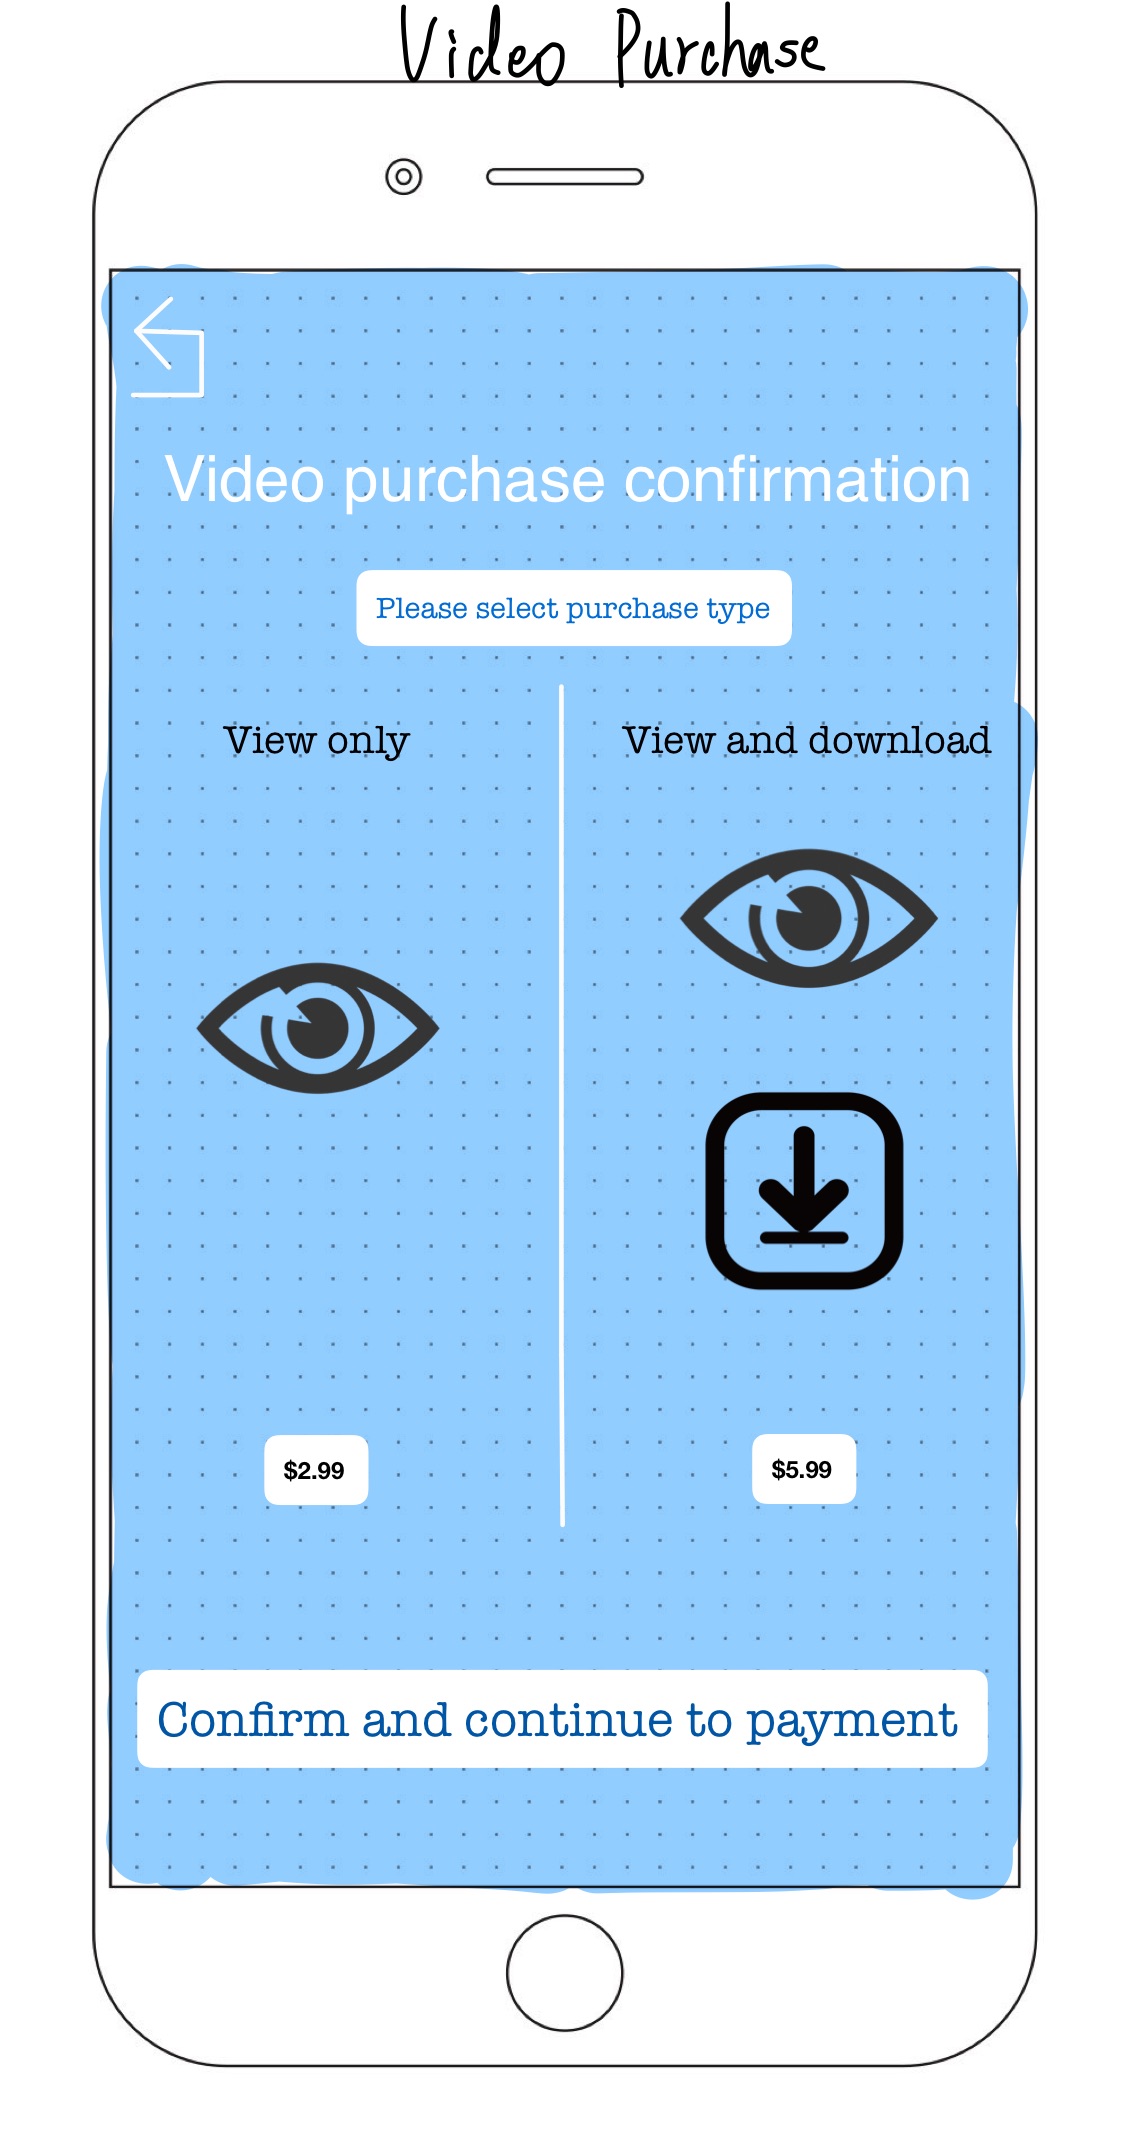 Video Purchase
Video purchase confirmation
Please select purchase type
View only
View and download
$2.99
$5.99
Confirm and continue to payment